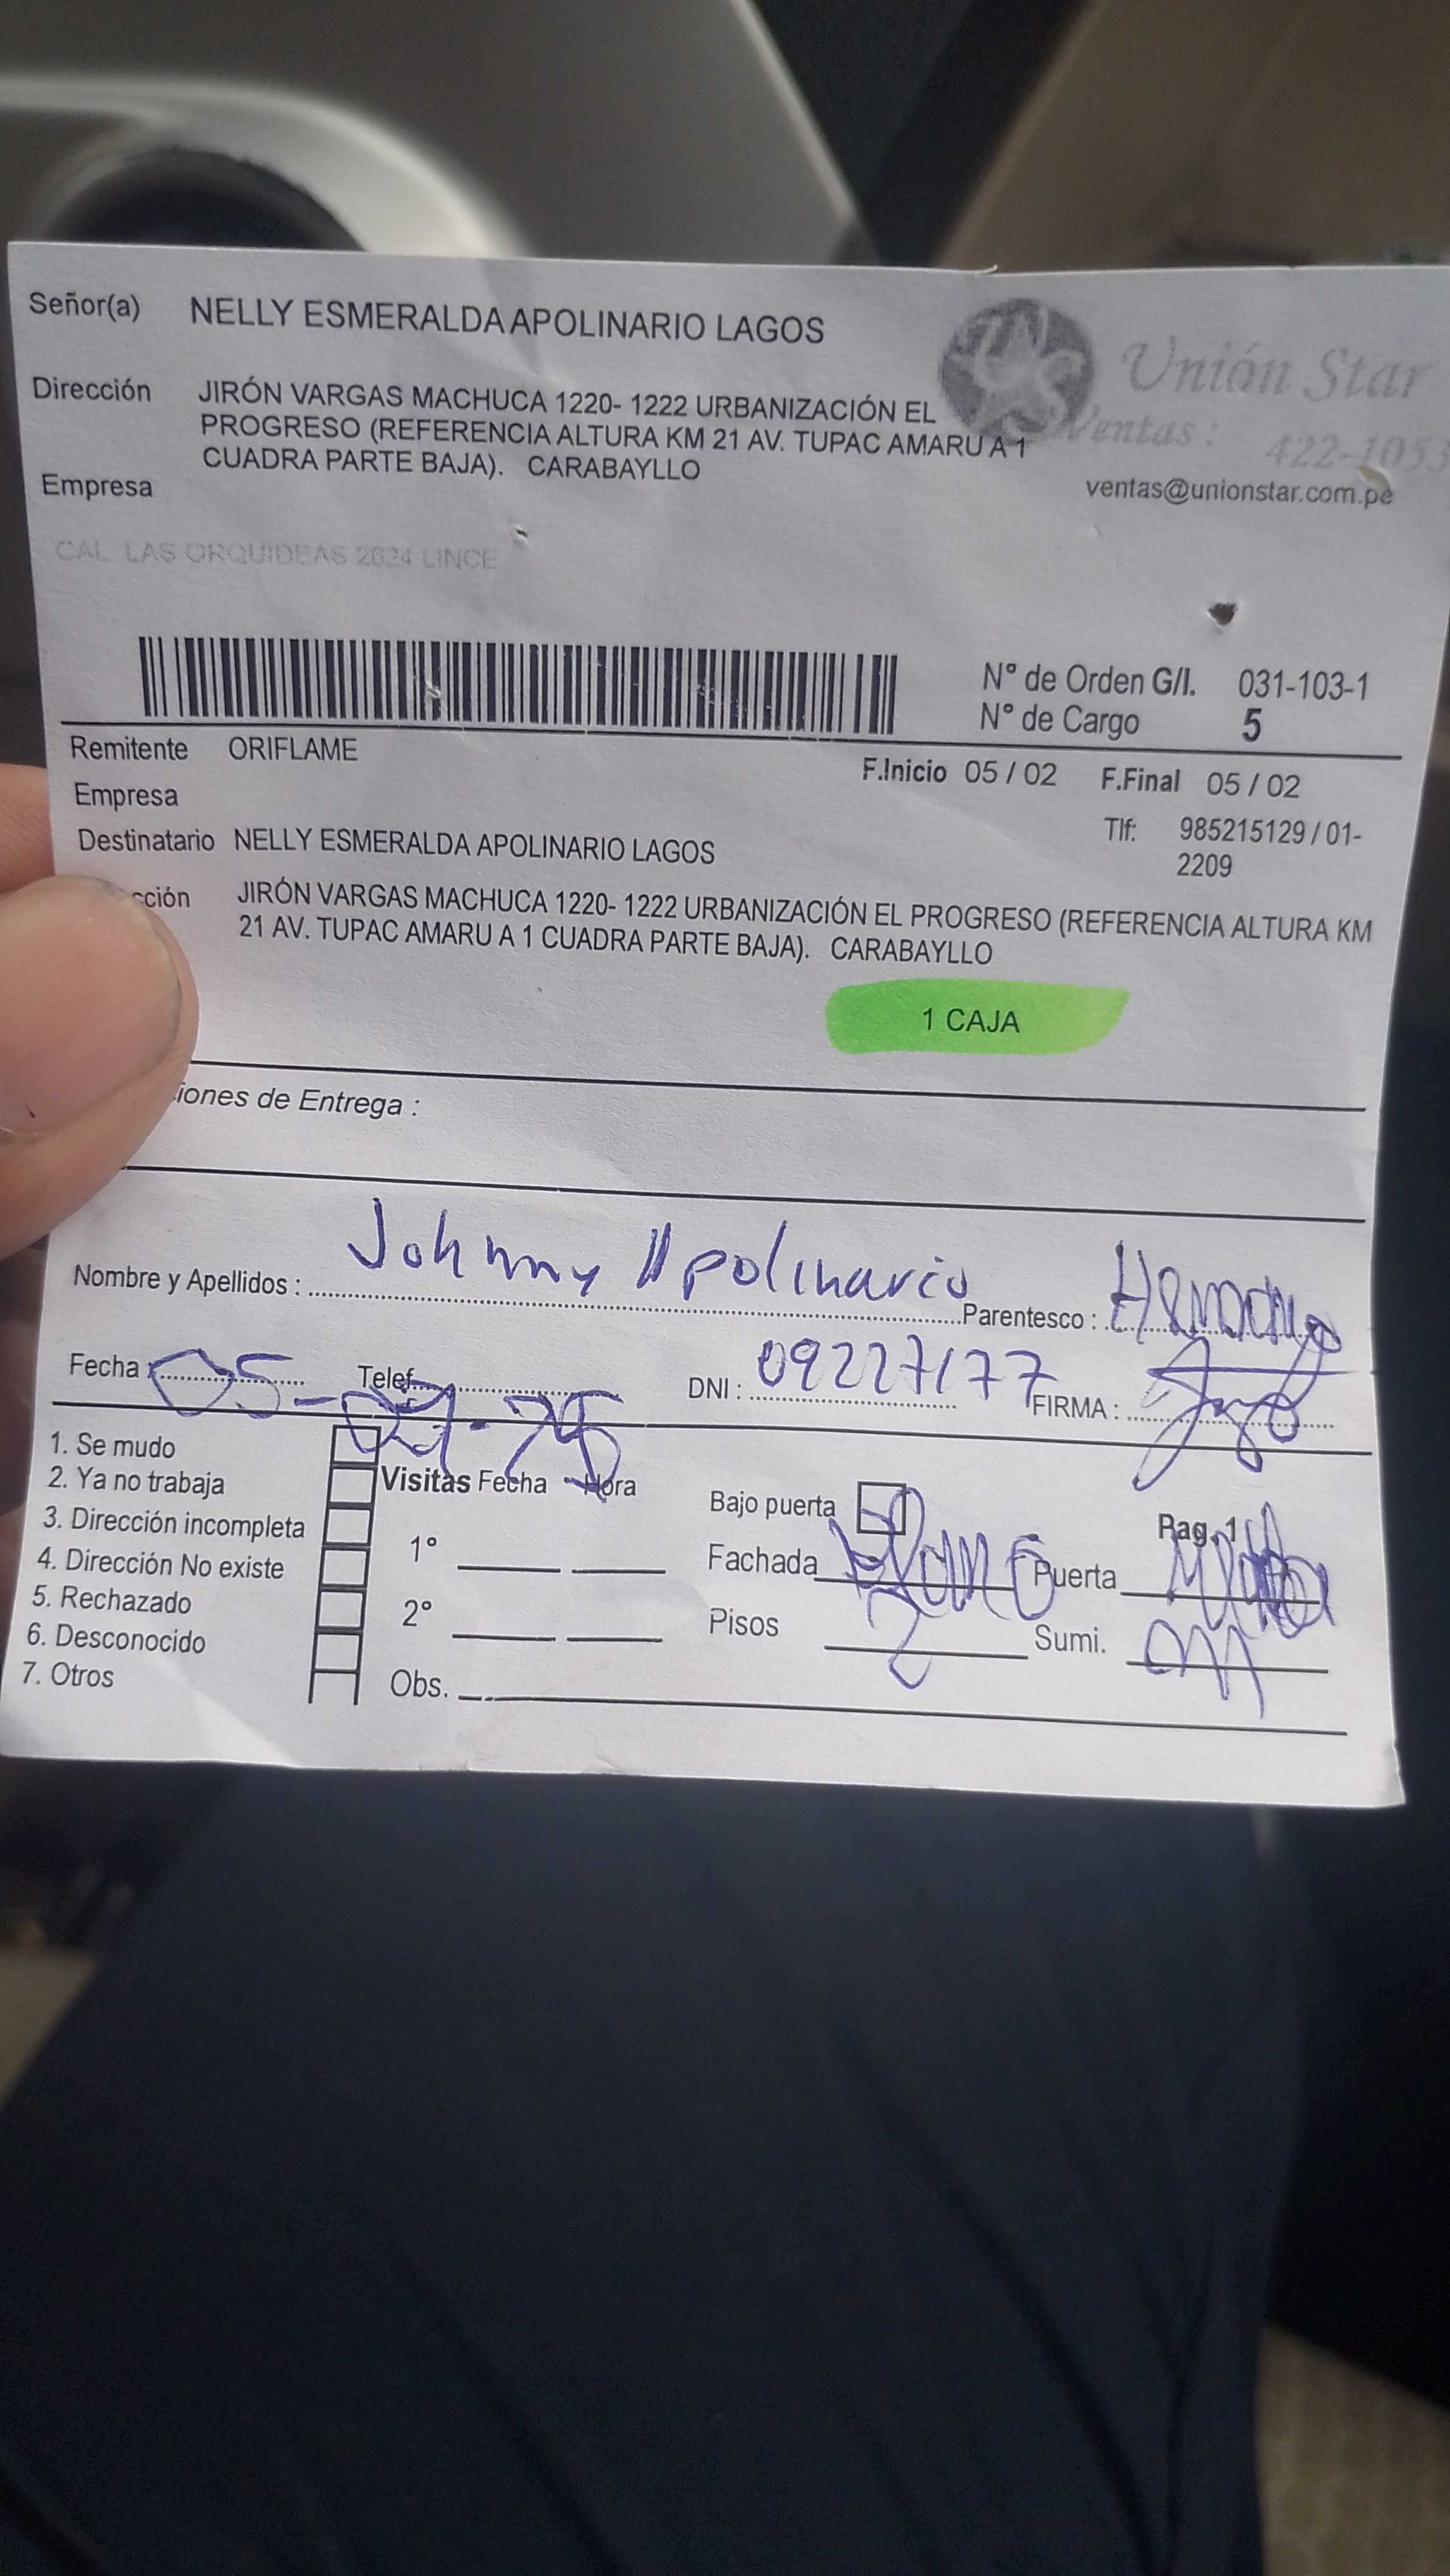 Señor(a) NELLY ESMERALDA APOLINARIO LAGOS
Unión Star
Dirección JIRÓN VARGAS MACHUCA 1220- 1222 URBANIZACIÓN EL
PROGRESO (REFERENCIA ALTURA KM 21 AV. TUPAC AMARU A 1
CUADRA PARTE BAJA). CARABAYLLO
Ventas: 422-1053
ventas@unionstar.com.pe
Empresa
CAL. LAS ORQUIDEAS 2624 LINCE
N° de Orden G/I. 031-103-1
N° de Cargo 5
Remitente ORIFLAME
F.Inicio 05 / 02 F.Final 05 / 02
Empresa
Tlf: 985215129 / 01-
2209
Destinatario NELLY ESMERALDA APOLINARIO LAGOS
cción JIRÓN VARGAS MACHUCA 1220- 1222 URBANIZACIÓN EL PROGRESO (REFERENCIA ALTURA KM
21 AV. TUPAC AMARU A 1 CUADRA PARTE BAJA). CARABAYLLO
1 CAJA
iones de Entrega :
Nombre y Apellidos : Johnny Apolinario Parentesco : Hermano
Fecha 05- Telef. DNI : 09227177 FIRMA :
1. Se mudo
2. Ya no trabaja
3. Dirección incompleta
4. Dirección No existe
5. Rechazado
6. Desconocido
7. Otros
Visitas Fecha Hora
1°
2°
Obs.
Bajo puerta Pag. 1
Fachada Puerta
Pisos 2 Sumi.